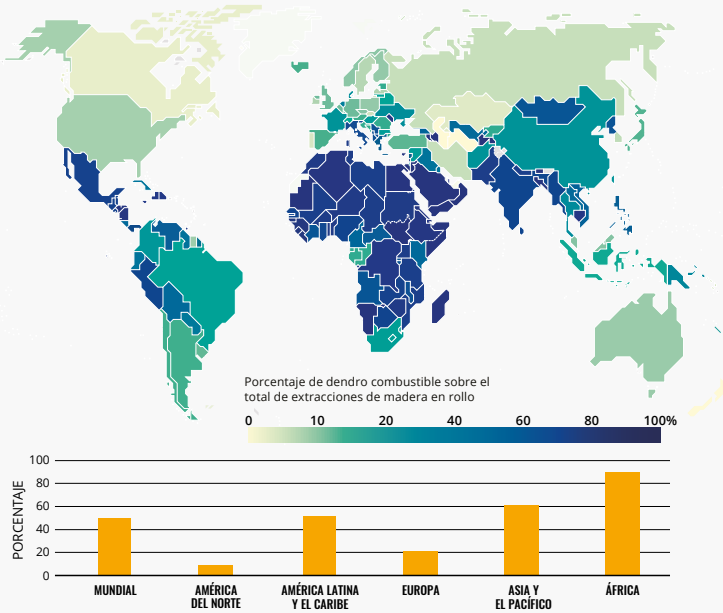 Porcentaje de dendro combustible sobre el
total de extracciones de madera en rollo
0 10 20 40 60 80 100%
PORCENTAJE
100
80
60
40
20
0
MUNDIAL
AMÉRICA
DEL NORTE
AMÉRICA LATINA
Y EL CARIBE
EUROPA
ASIA Y
EL PACÍFICO
ÁFRICA